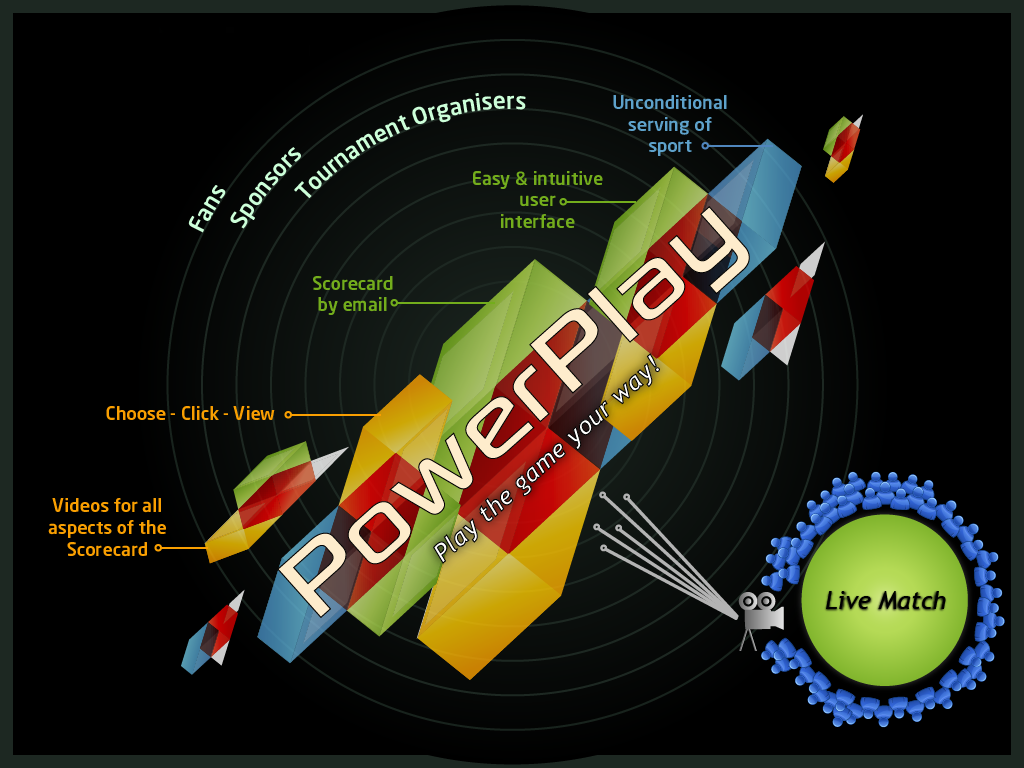 Fans
Sponsors
Tournament Organisers
Unconditional
serving of
sport
Easy & intuitive
user
interface
Scorecard
by email
PowerPlay
Play the game your way!
Choose - Click - View
Videos for all
aspects of the
Scorecard
Live Match